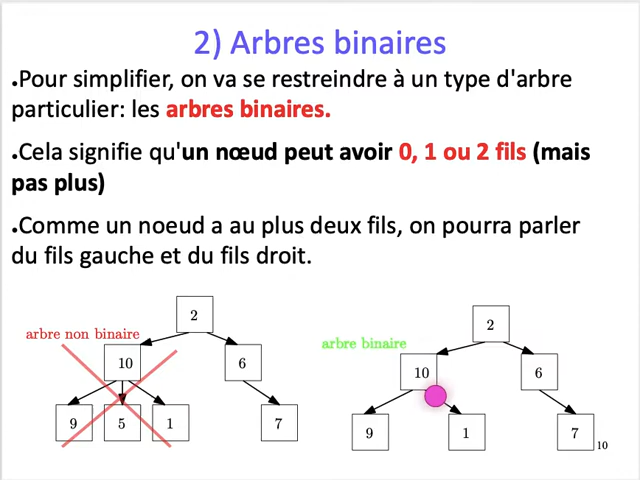 2) Arbres binaires
●Pour simplifier, on va se restreindre à un type d'arbre
particulier: les arbres binaires.
●Cela signifie qu'un nœud peut avoir 0, 1 ou 2 fils (mais
pas plus)
●Comme un noeud a au plus deux fils, on pourra parler
du fils gauche et du fils droit.
arbre non binaire
2
10
6
9
5
1
7
arbre binaire
2
10
6
9
1
7
10